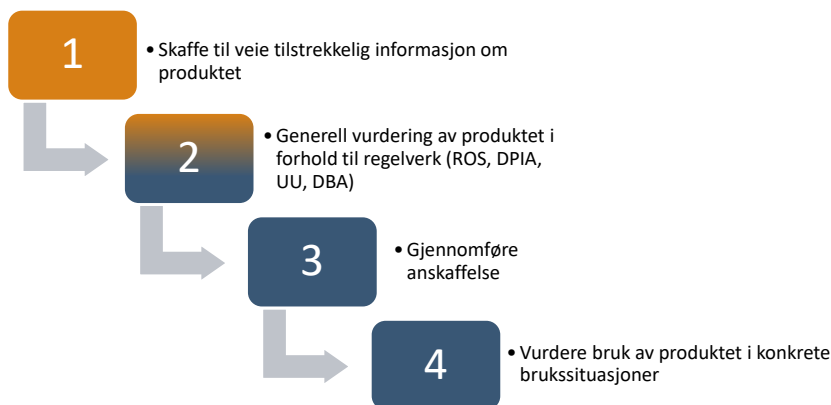 1
• Skaffe til veie tilstrekkelig informasjon om
produktet
2
• Generell vurdering av produktet i
forhold til regelverk (ROS, DPIA,
UU, DBA)
3
• Gjennomføre
anskaffelse
4
• Vurdere bruk av produktet i konkrete
brukssituasjoner